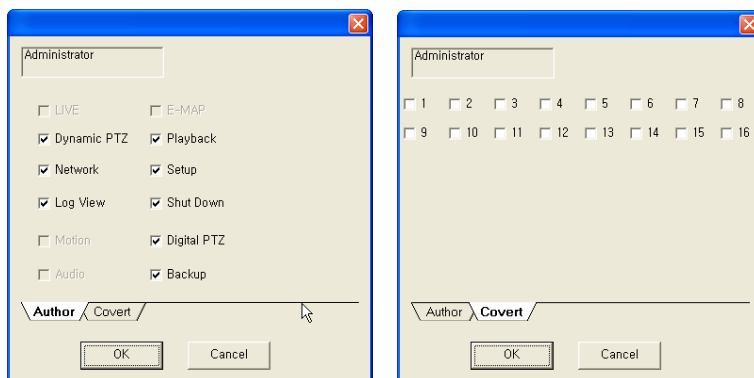 Administrator
LIVE E-MAP
Dynamic PTZ Playback
Network Setup
Log View Shut Down
Motion Digital PTZ
Audio Backup
Author Covert
OK Cancel
Administrator
1 2 3 4 5 6 7 8
9 10 11 12 13 14 15 16
Author Covert
OK Cancel